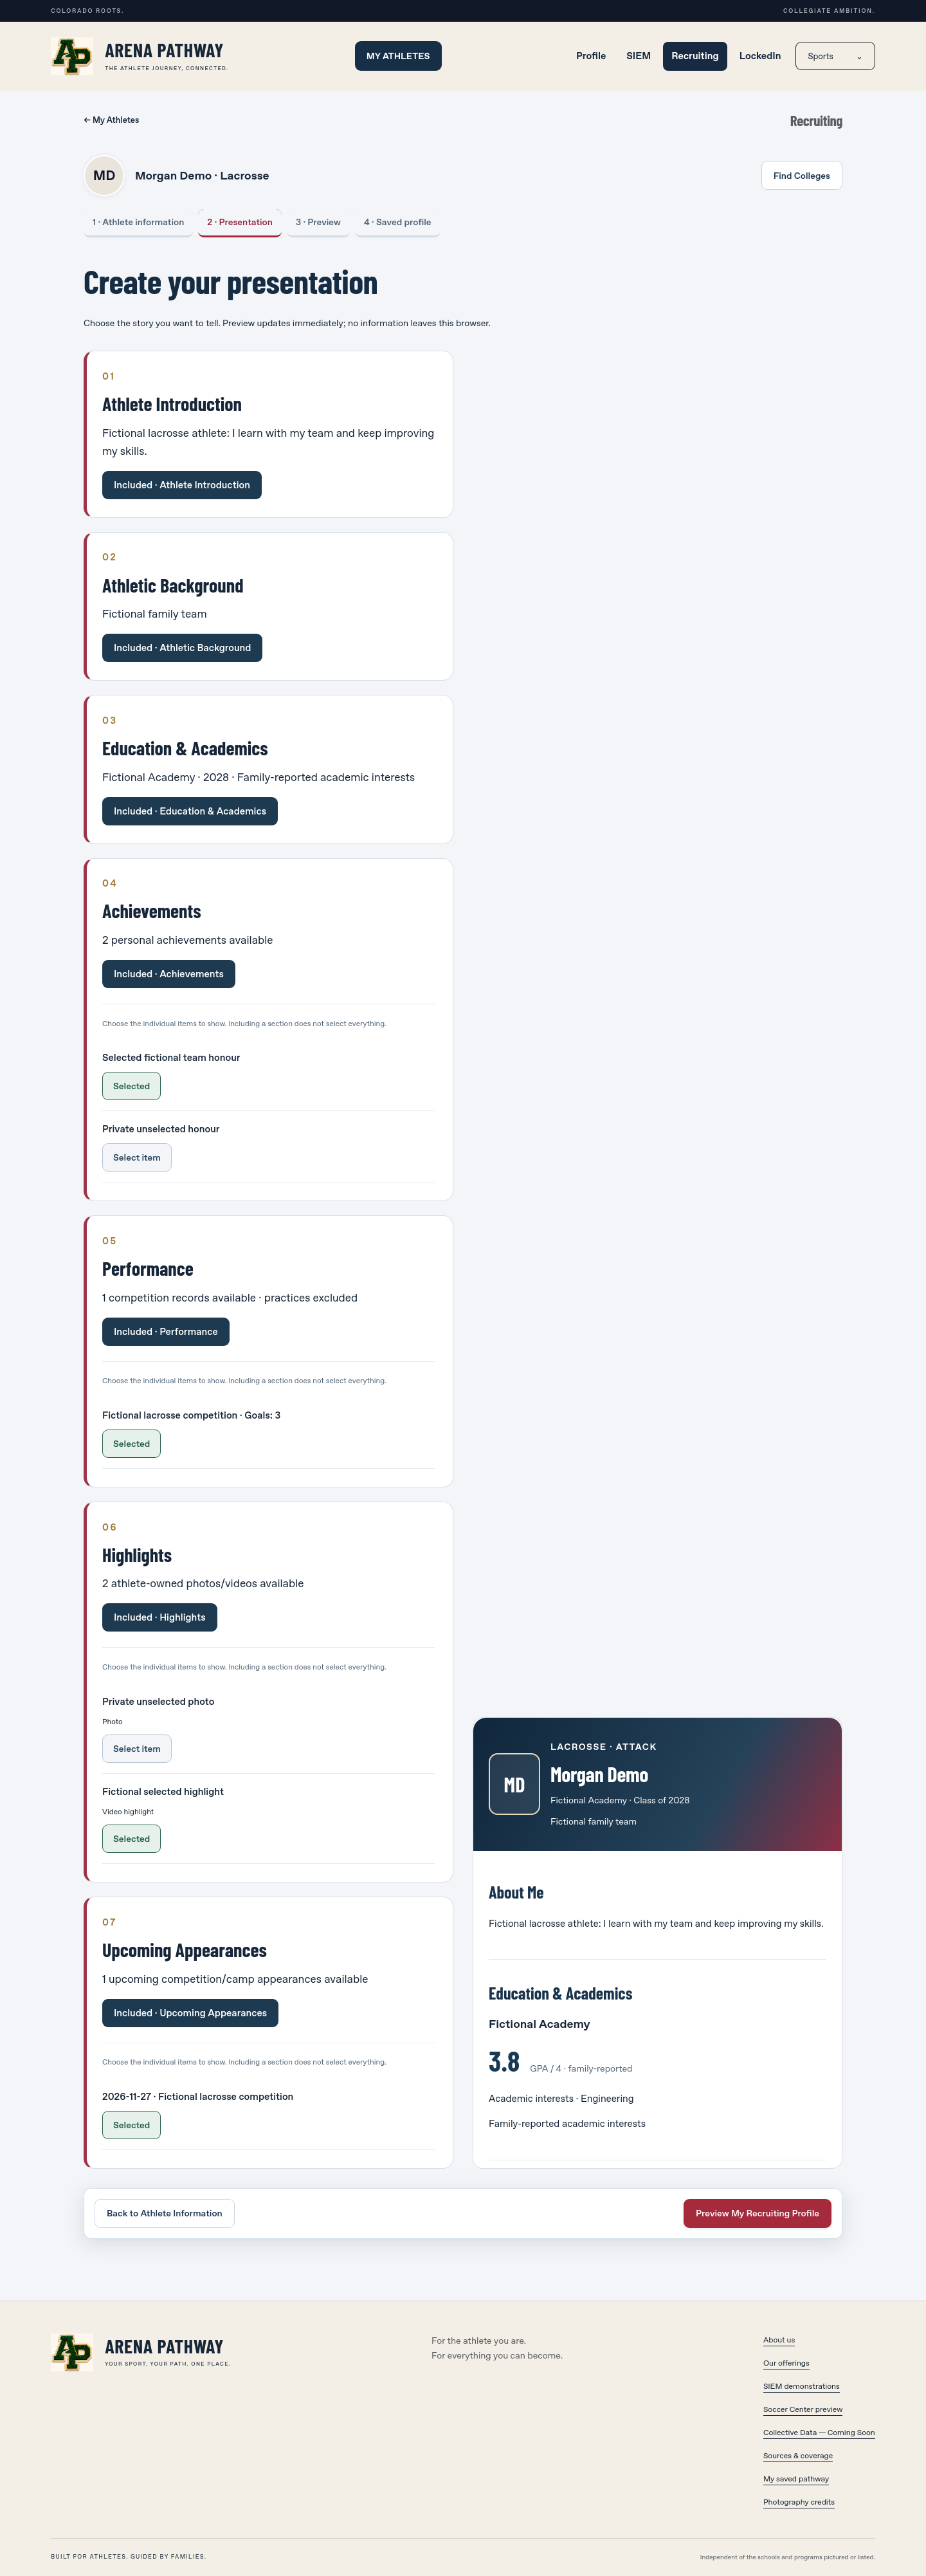 COLORADO ROOTS.
COLLEGIATE AMBITION.
AP
ARENA PATHWAY
THE ATHLETE JOURNEY, CONNECTED.
MY ATHLETES
Profile
SIEM
Recruiting
LockedIn
Sports
← My Athletes
Recruiting
MD
Morgan Demo · Lacrosse
Find Colleges
1 · Athlete information
2 · Presentation
3 · Preview
4 · Saved profile
Create your presentation
Choose the story you want to tell. Preview updates immediately; no information leaves this browser.
01
Athlete Introduction
Fictional lacrosse athlete: I learn with my team and keep improving
my skills.
Included · Athlete Introduction
02
Athletic Background
Fictional family team
Included · Athletic Background
03
Education & Academics
Fictional Academy · 2028 · Family-reported academic interests
Included · Education & Academics
04
Achievements
2 personal achievements available
Included · Achievements
Choose the individual items to show. Including a section does not select everything.
Selected fictional team honour
Selected
Private unselected honour
Select item
05
Performance
1 competition records available · practices excluded
Included · Performance
Choose the individual items to show. Including a section does not select everything.
Fictional lacrosse competition · Goals: 3
Selected
06
Highlights
2 athlete-owned photos/videos available
Included · Highlights
Choose the individual items to show. Including a section does not select everything.
Private unselected photo
Photo
Select item
Fictional selected highlight
Video highlight
Selected
07
Upcoming Appearances
1 upcoming competition/camp appearances available
Included · Upcoming Appearances
Choose the individual items to show. Including a section does not select everything.
2026-11-27 · Fictional lacrosse competition
Selected
MD
LACROSSE · ATTACK
Morgan Demo
Fictional Academy · Class of 2028
Fictional family team
About Me
Fictional lacrosse athlete: I learn with my team and keep improving my skills.
Education & Academics
Fictional Academy
3.8 GPA / 4 · family-reported
Academic interests · Engineering
Family-reported academic interests
Back to Athlete Information
Preview My Recruiting Profile
AP
ARENA PATHWAY
YOUR SPORT. YOUR PATH. ONE PLACE.
For the athlete you are.
For everything you can become.
About us
Our offerings
SIEM demonstrations
Soccer Center preview
Collective Data — Coming Soon
Sources & coverage
My saved pathway
Photography credits
BUILT FOR ATHLETES. GUIDED BY FAMILIES.
Independent of the schools and programs pictured or listed.